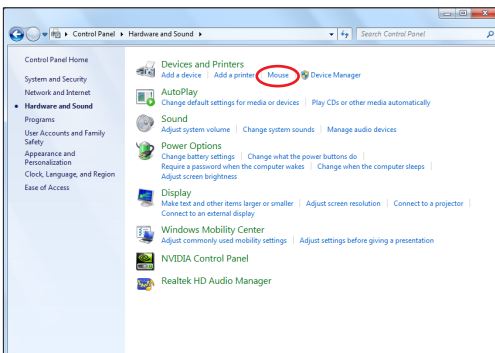 Control Panel ▸ Hardware and Sound ▸
Search Control Panel
Control Panel Home
System and Security
Network and Internet
Hardware and Sound
Programs
User Accounts and Family
Safety
Appearance and
Personalization
Clock, Language, and Region
Ease of Access
Devices and Printers
Add a device | Add a printer | Mouse | Device Manager
AutoPlay
Change default settings for media or devices | Play CDs or other media automatically
Sound
Adjust system volume | Change system sounds | Manage audio devices
Power Options
Change battery settings | Change what the power buttons do |
Require a password when the computer wakes | Change when the computer sleeps |
Adjust screen brightness
Display
Make text and other items larger or smaller | Adjust screen resolution | Connect to a projector |
Connect to an external display
Windows Mobility Center
Adjust commonly used mobility settings | Adjust settings before giving a presentation
NVIDIA Control Panel
Realtek HD Audio Manager